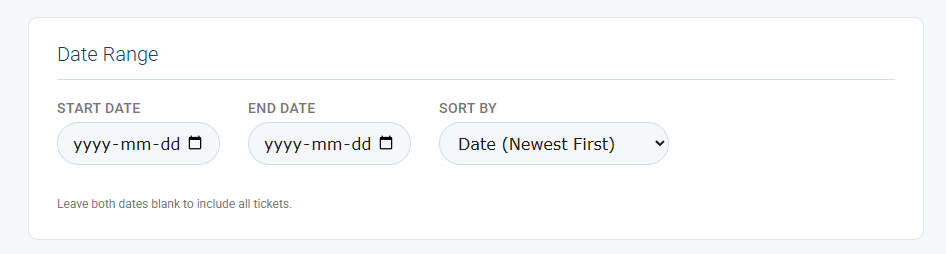 Date Range
START DATE END DATE SORT BY
yyyy-mm-dd yyyy-mm-dd Date (Newest First)
Leave both dates blank to include all tickets.